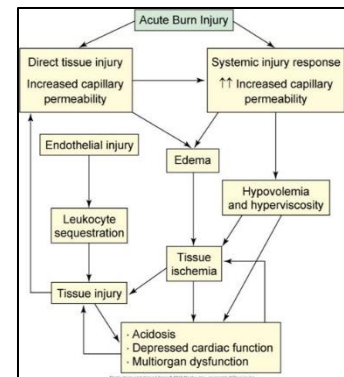 Acute Burn Injury
Direct tissue injury
Increased capillary
permeability
Systemic injury response
↑↑ Increased capillary
permeability
Endothelial injury
Edema
Hypovolemia
and hyperviscosity
Leukocyte
sequestration
Tissue
ischemia
Tissue injury
· Acidosis
· Depressed cardiac function
· Multiorgan dysfunction